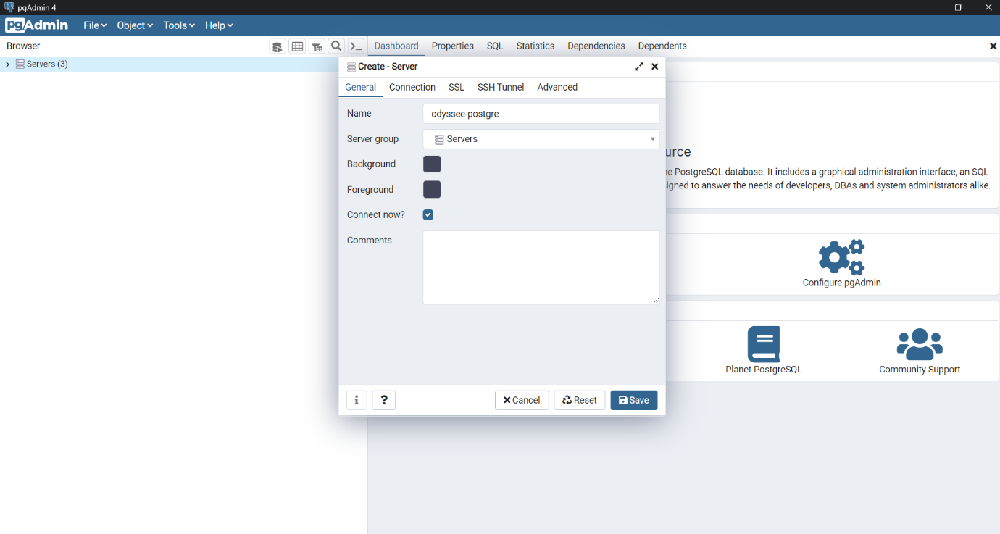 pgAdmin 4
pgAdmin File Object Tools Help
Browser
Dashboard Properties SQL Statistics Dependencies Dependents
Servers (3)
Create - Server
General Connection SSL SSH Tunnel Advanced
Name odyssee-postgre
Server group Servers
Background
Foreground
Connect now?
Comments
i ? Cancel Reset Save
urce
PostgreSQL database. It includes a graphical administration interface, an SQL
igned to answer the needs of developers, DBAs and system administrators alike.
Configure pgAdmin
Planet PostgreSQL
Community Support